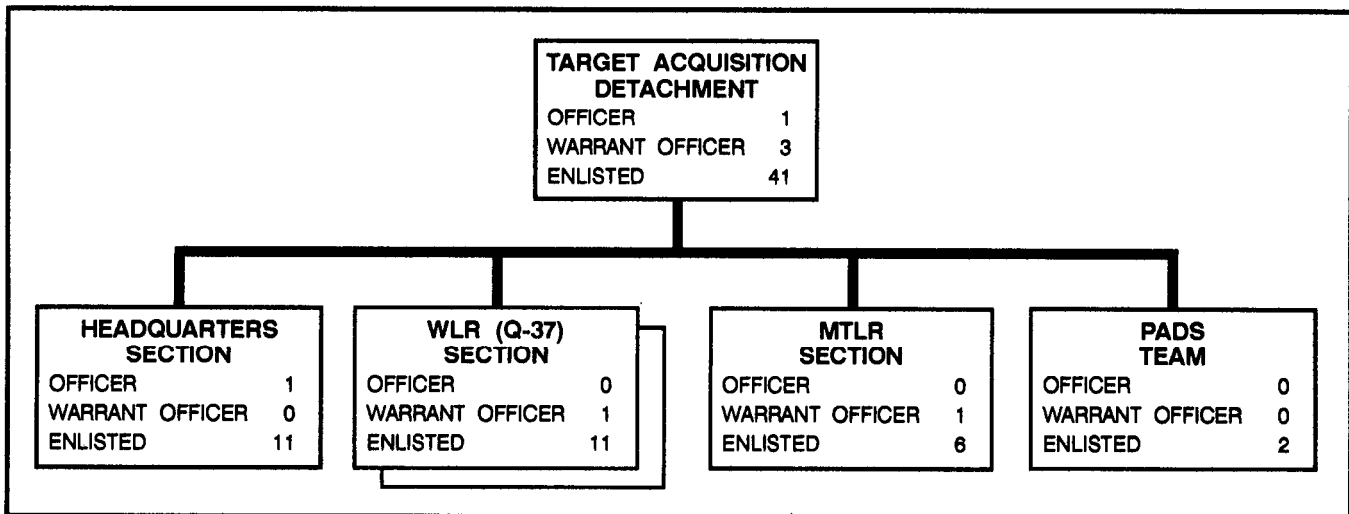 TARGET ACQUISITION
DETACHMENT
OFFICER 1
WARRANT OFFICER 3
ENLISTED 41
HEADQUARTERS
SECTION
OFFICER 1
WARRANT OFFICER 0
ENLISTED 11
WLR (Q-37)
SECTION
OFFICER 0
WARRANT OFFICER 1
ENLISTED 11
MTLR
SECTION
OFFICER 0
WARRANT OFFICER 1
ENLISTED 6
PADS
TEAM
OFFICER 0
WARRANT OFFICER 0
ENLISTED 2